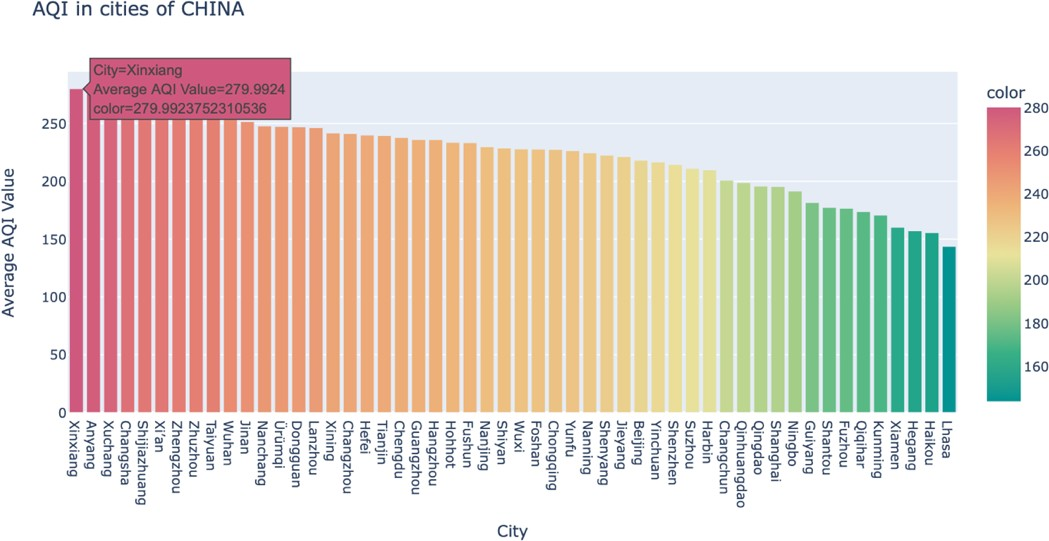 AQI in cities of CHINA
City=Xinxiang
Average AQI Value=279.9924
color=279.9923752310536
Average AQI Value
250
200
150
100
50
0
Xinxiang
Anyang
Xuchang
Changsha
Shijiazhuang
Xi'an
Zhengzhou
Zhuzhou
Taiyuan
Wuhan
Jinan
Nanchang
Ürümqi
Dongguan
Lanzhou
Xining
Changzhou
Hefei
Tianjin
Chengdu
Guangzhou
Hangzhou
Hohhot
Fushun
Nanjing
Shiyan
Wuxi
Foshan
Chongqing
Yunfu
Nanning
Shenyang
Jieyang
Beijing
Yinchuan
Shenzhen
Suzhou
Harbin
Changchun
Qinhuangdao
Qingdao
Shanghai
Ningbo
Guiyang
Shantou
Fuzhou
Qiqihar
Kunming
Xiamen
Hegang
Haikou
Lhasa
City
color
280
260
240
220
200
180
160